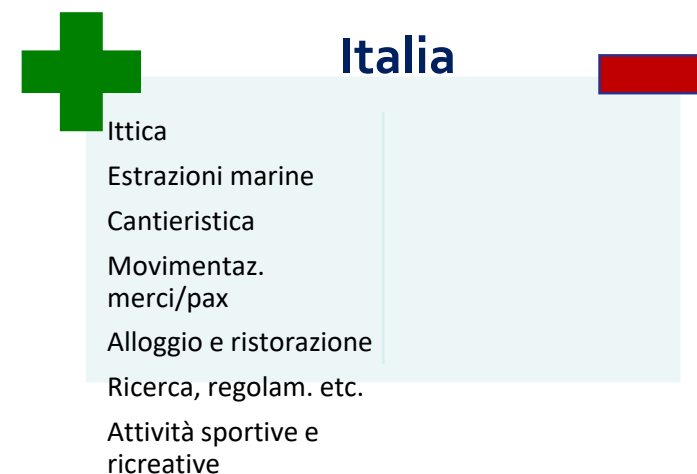 Italia
Ittica
Estrazioni marine
Cantieristica
Movimentaz.
merci/pax
Alloggio e ristorazione
Ricerca, regolam. etc.
Attività sportive e
ricreative